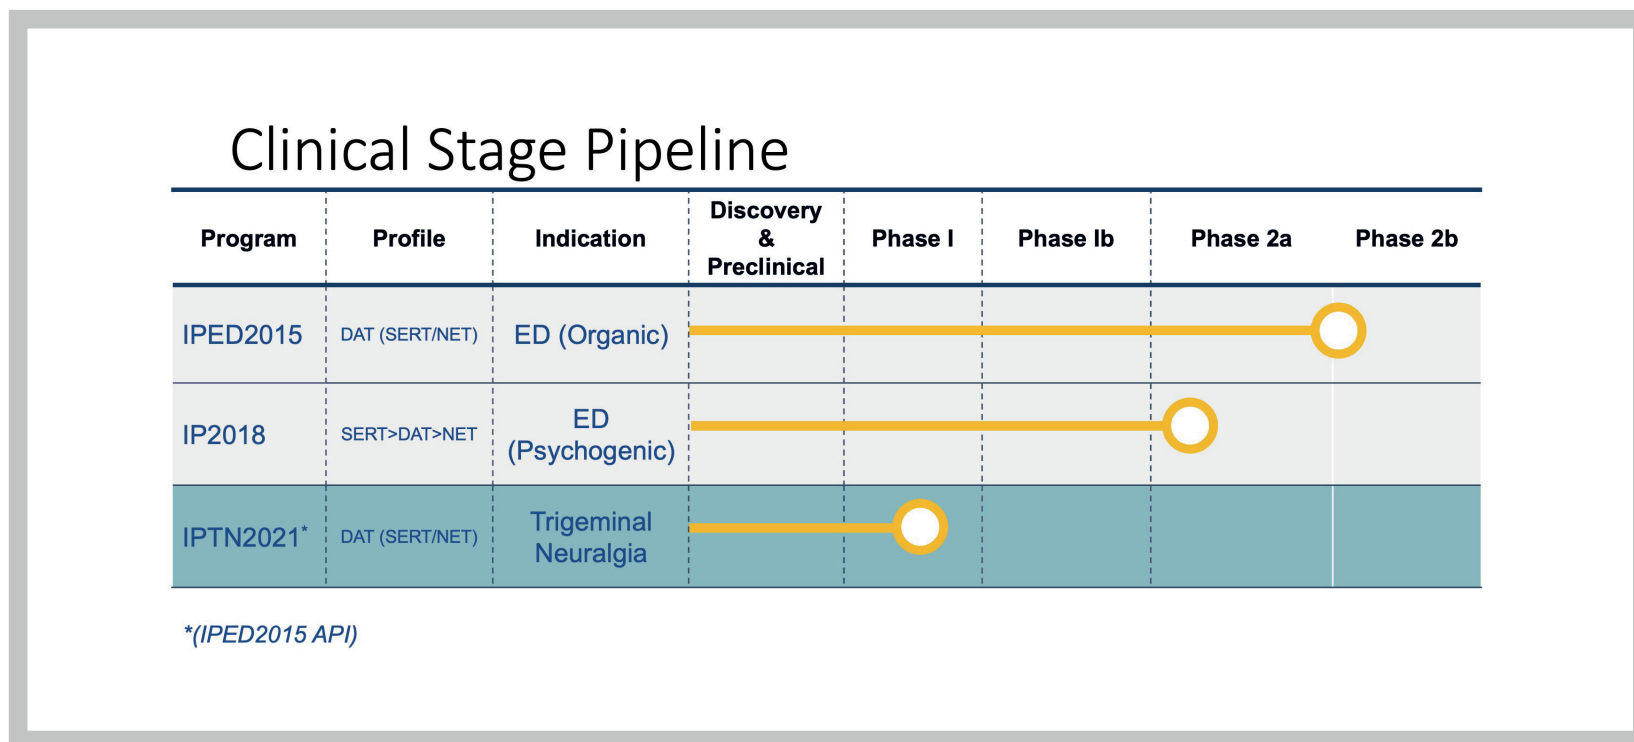 Clinical Stage Pipeline
Program
Profile
Indication
Discovery
&
Preclinical
Phase I
Phase Ib
Phase 2a
Phase 2b
IPED2015
DAT (SERT/NET)
ED (Organic)
IP2018
SERT>DAT>NET
ED
(Psychogenic)
IPTN2021*
DAT (SERT/NET)
Trigeminal
Neuralgia
*(IPED2015 API)